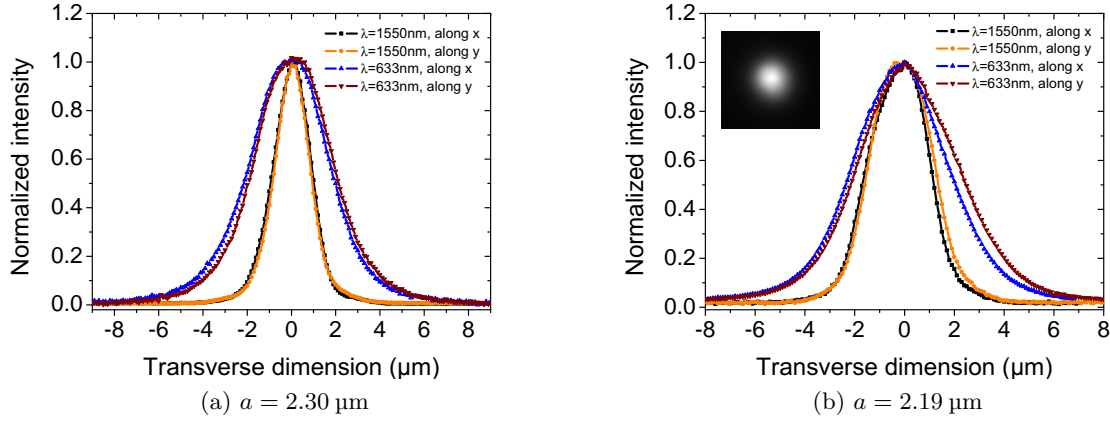 1.2
1.0
0.8
0.6
0.4
0.2
0.0
Normalized intensity
λ=1550nm, along x
λ=1550nm, along y
λ=633nm, along x
λ=633nm, along y
-8 -6 -4 -2 0 2 4 6 8
Transverse dimension (µm)
(a) a = 2.30 µm
1.2
1.0
0.8
0.6
0.4
0.2
0.0
Normalized intensity
λ=1550nm, along x
λ=1550nm, along y
λ=633nm, along x
λ=633nm, along y
-8 -6 -4 -2 0 2 4 6 8
Transverse dimension (µm)
(b) a = 2.19 µm